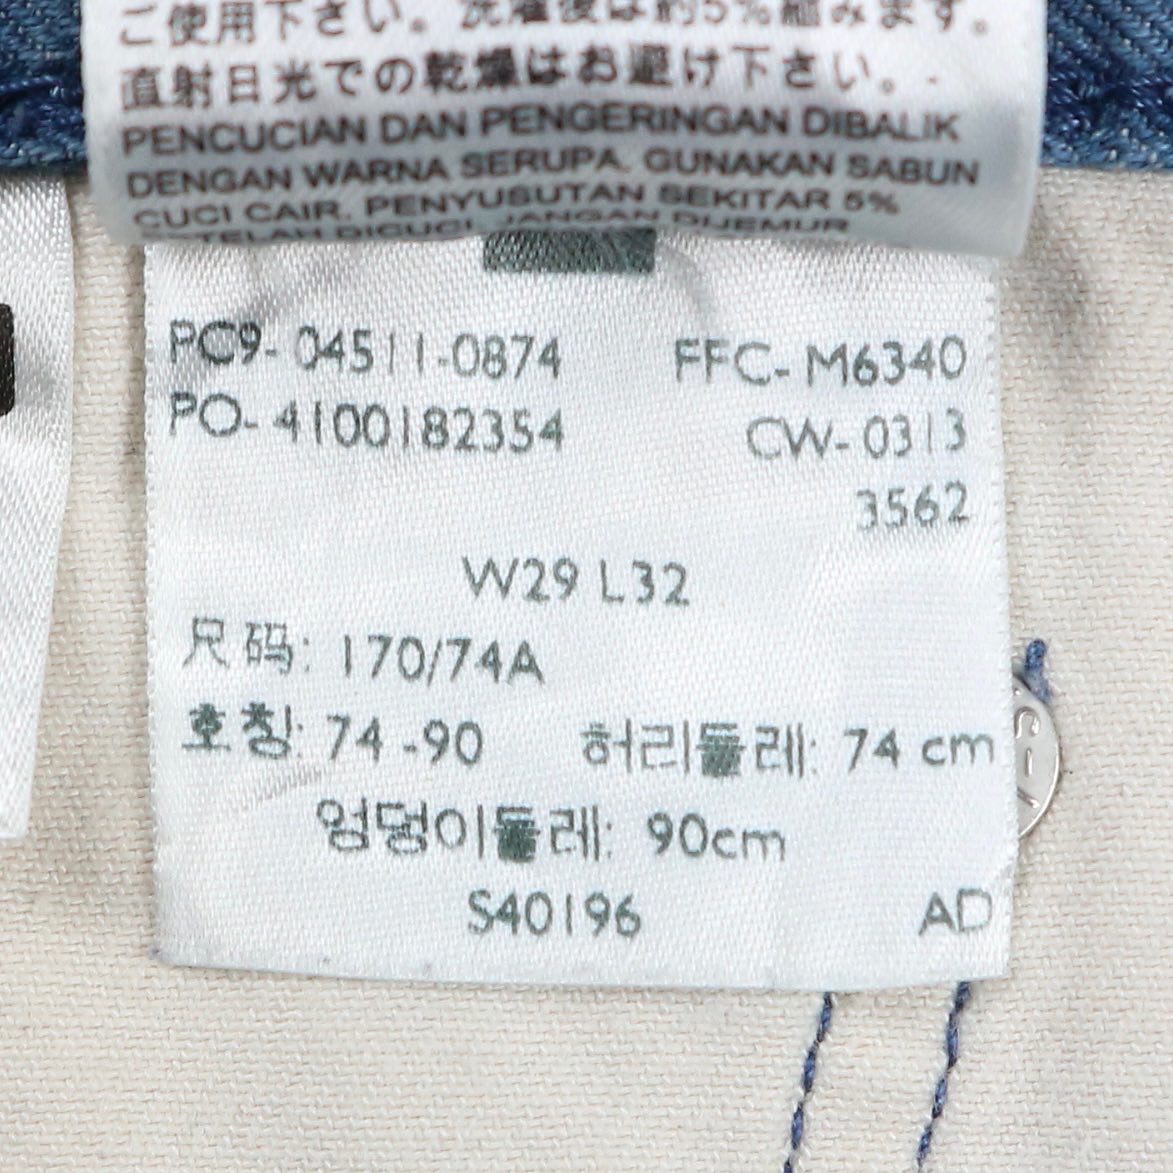 ご使用下さい。洗濯後は約5%縮みます。
直射日光での乾燥はお避け下さい。
PENCUCIAN DAN PENGERINGAN DIBALIK
DENGAN WARNA SERUPA. GUNAKAN SABUN
CUCI CAIR. PENYUSUTAN SEKITAR 5%
SETELAH DICUCI. JANGAN DIJEMUR
PC9-04511-0874 FFC-M6340
PO-4100182354 CW-0313
3562
W29 L32
尺码: 170/74A
호칭: 74-90 허리둘레: 74 cm
엉덩이둘레: 90cm
S40196 AD